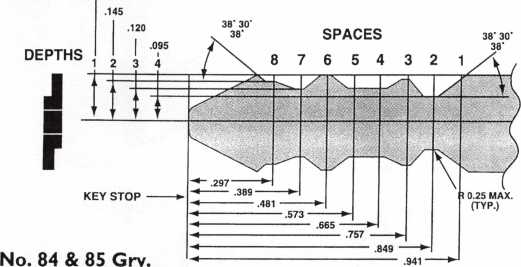 .145
.120
.095
38° 30'
38°
SPACES
38° 30'
38°
DEPTHS
1 2 3 4
8 7 6 5 4 3 2 1
.297
.389
.481
.573
.665
.757
.849
.941
KEY STOP
R 0.25 MAX.
(TYP.)
No. 84 & 85 Grv.